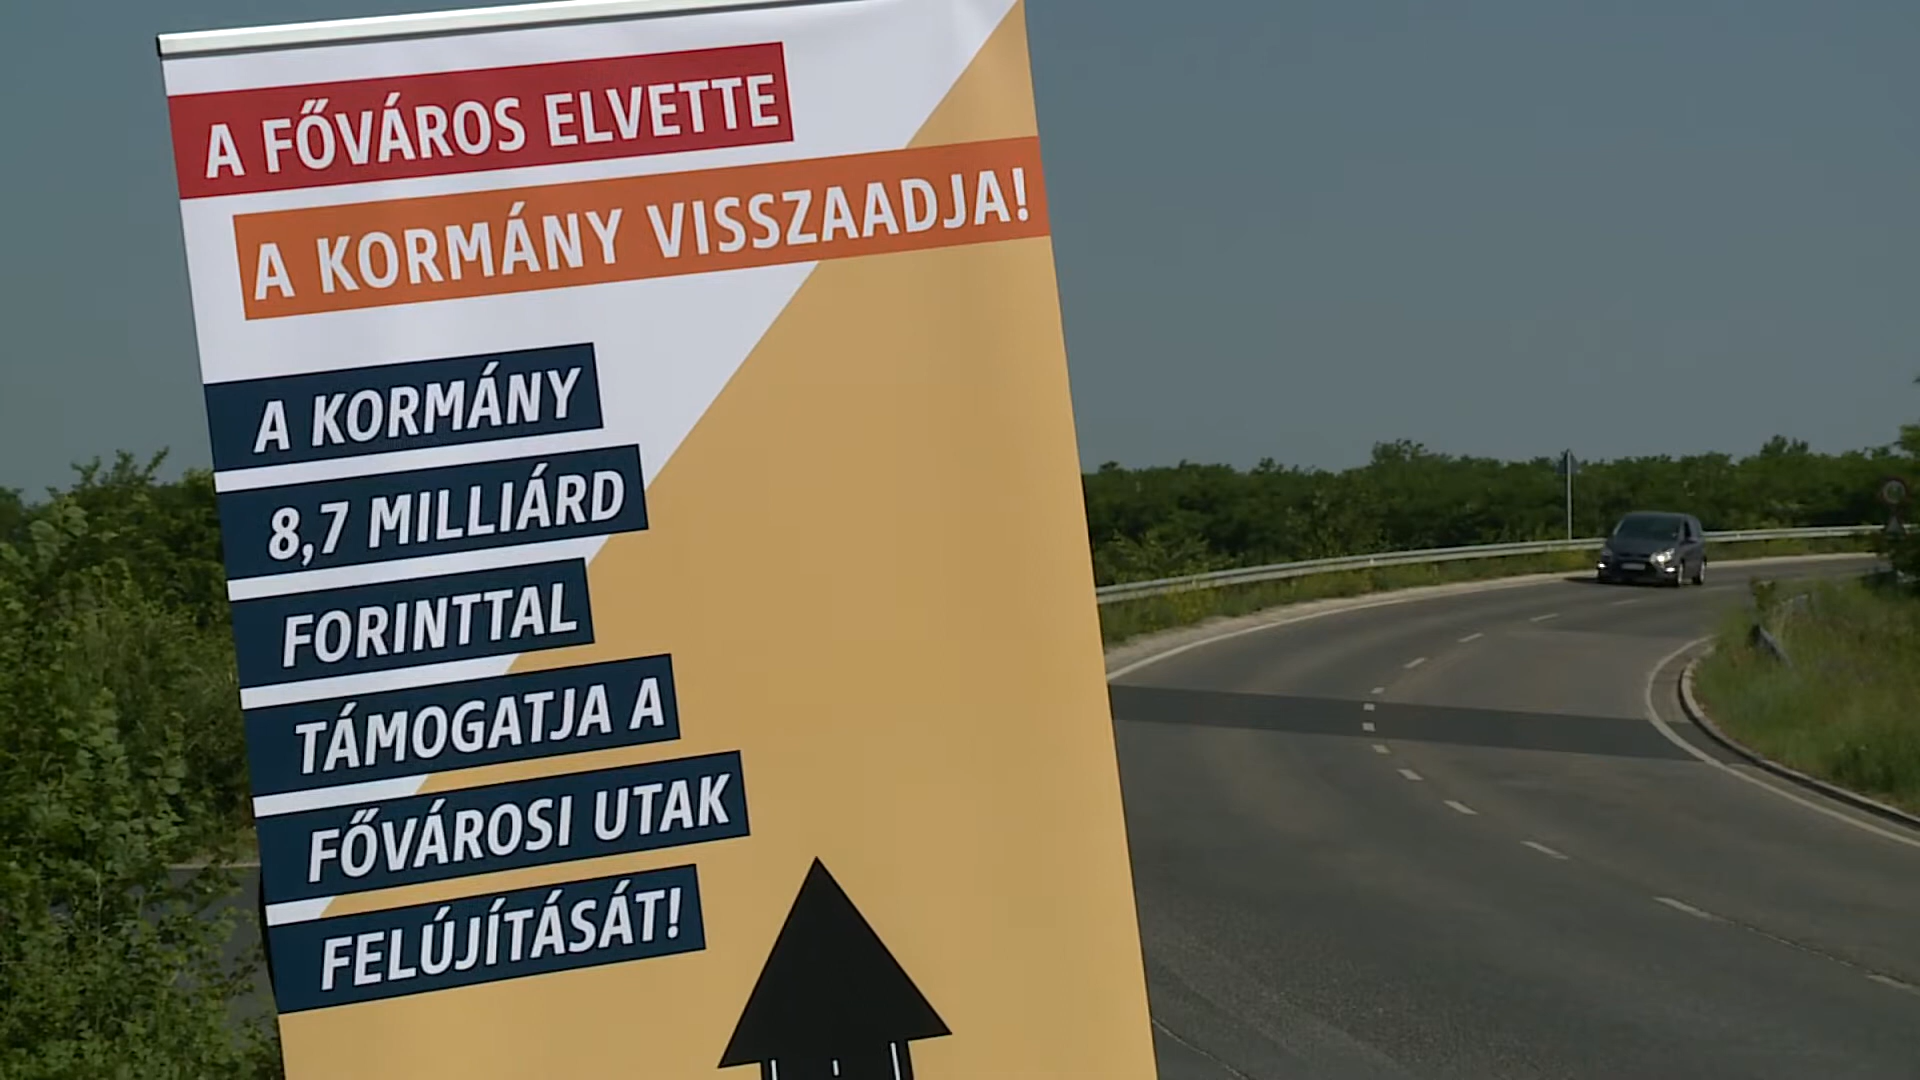 A FŐVÁROS ELVETTE
A KORMÁNY VISSZAADJA!
A KORMÁNY
8,7 MILLIÁRD
FORINTTAL
TÁMOGATJA A
FŐVÁROSI UTAK
FELÚJÍTÁSÁT!